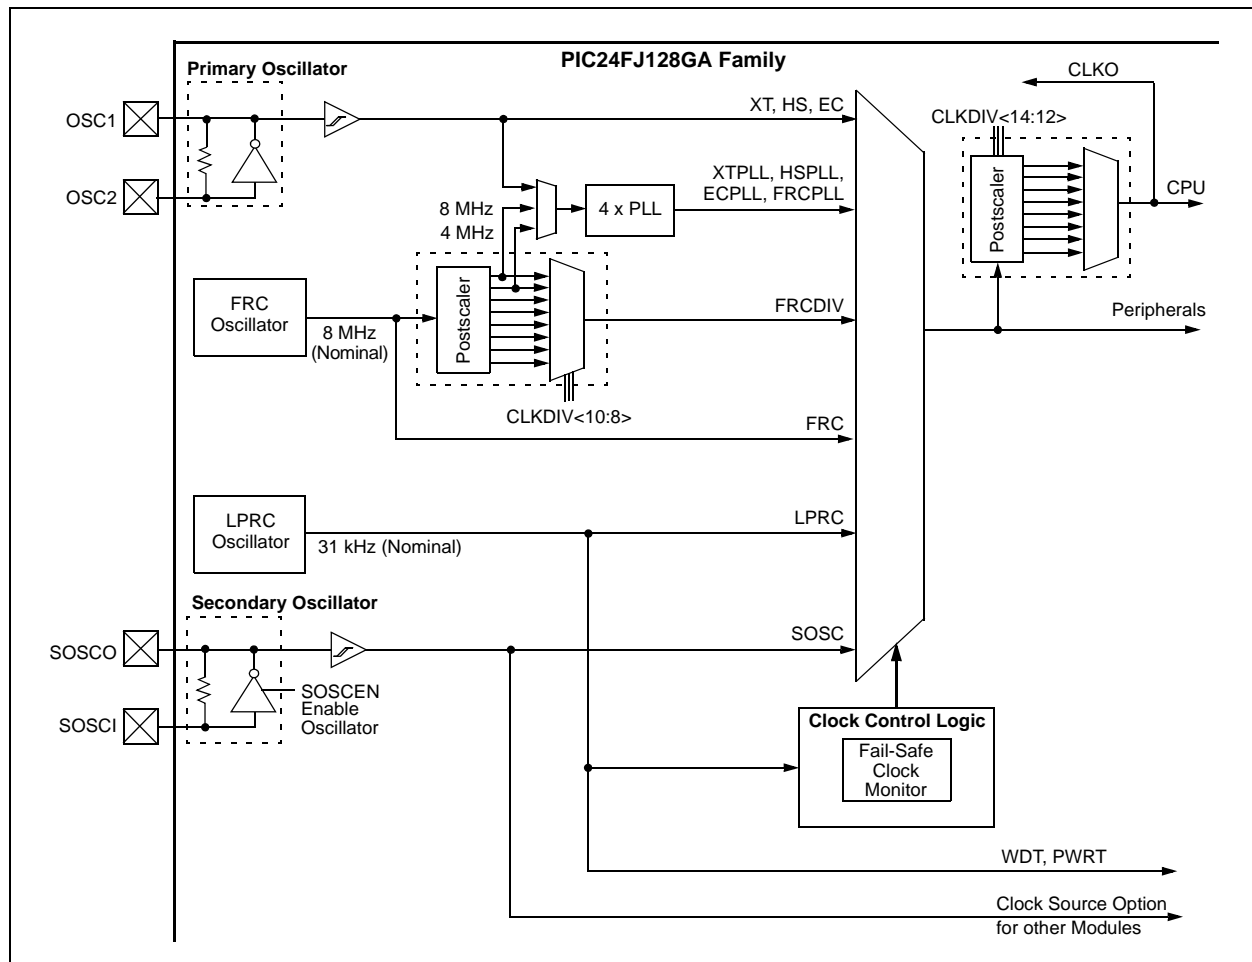 PIC24FJ128GA Family
Primary Oscillator
CLKO
OSC1
XT, HS, EC
CLKDIV<14:12>
XTPLL, HSPLL,
ECPLL, FRCPLL
OSC2
8 MHz
4 MHz
4 x PLL
Postscaler
CPU
FRC
Oscillator
8 MHz
(Nominal)
Postscaler
FRCDIV
Peripherals
CLKDIV<10:8>
FRC
LPRC
Oscillator
31 kHz (Nominal)
LPRC
Secondary Oscillator
SOSCO
SOSC
SOSCEN
Enable
Oscillator
SOSCI
Clock Control Logic
Fail-Safe
Clock
Monitor
WDT, PWRT
Clock Source Option
for other Modules